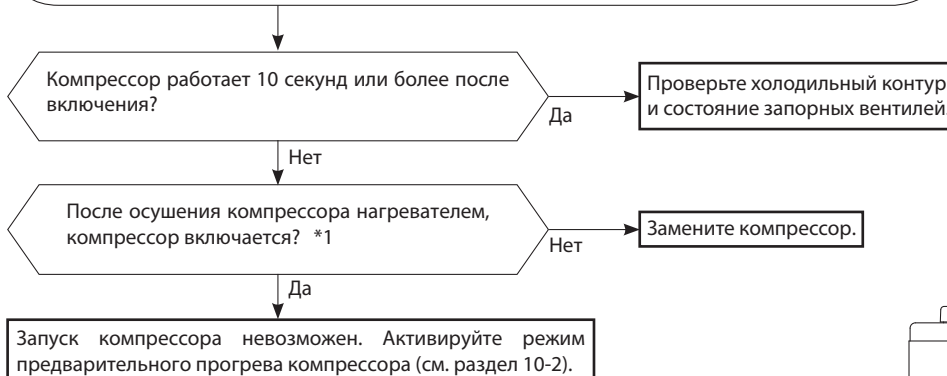 Компрессор работает 10 секунд или более после
включения?
Да
Проверьте холодильный контур
и состояние запорных вентилей.
Нет
После осушения компрессора нагревателем,
компрессор включается? *1
Нет
Замените компрессор.
Да
Запуск компрессора невозможен. Активируйте режим
предварительного прогрева компрессора (см. раздел 10-2).